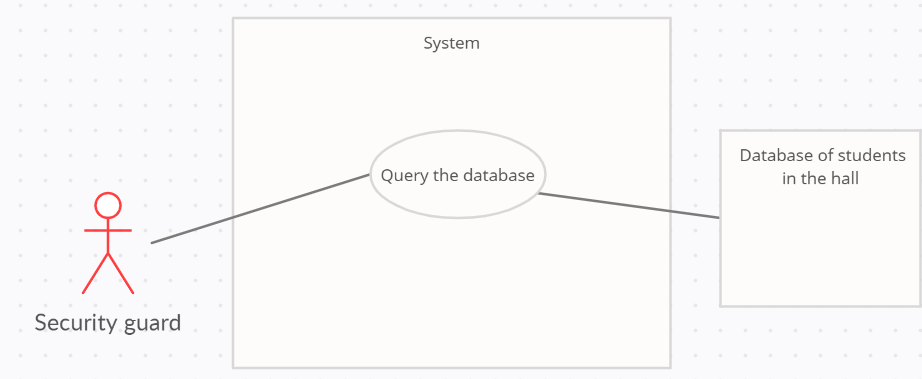 System
Query the database
Database of students
in the hall
Security guard